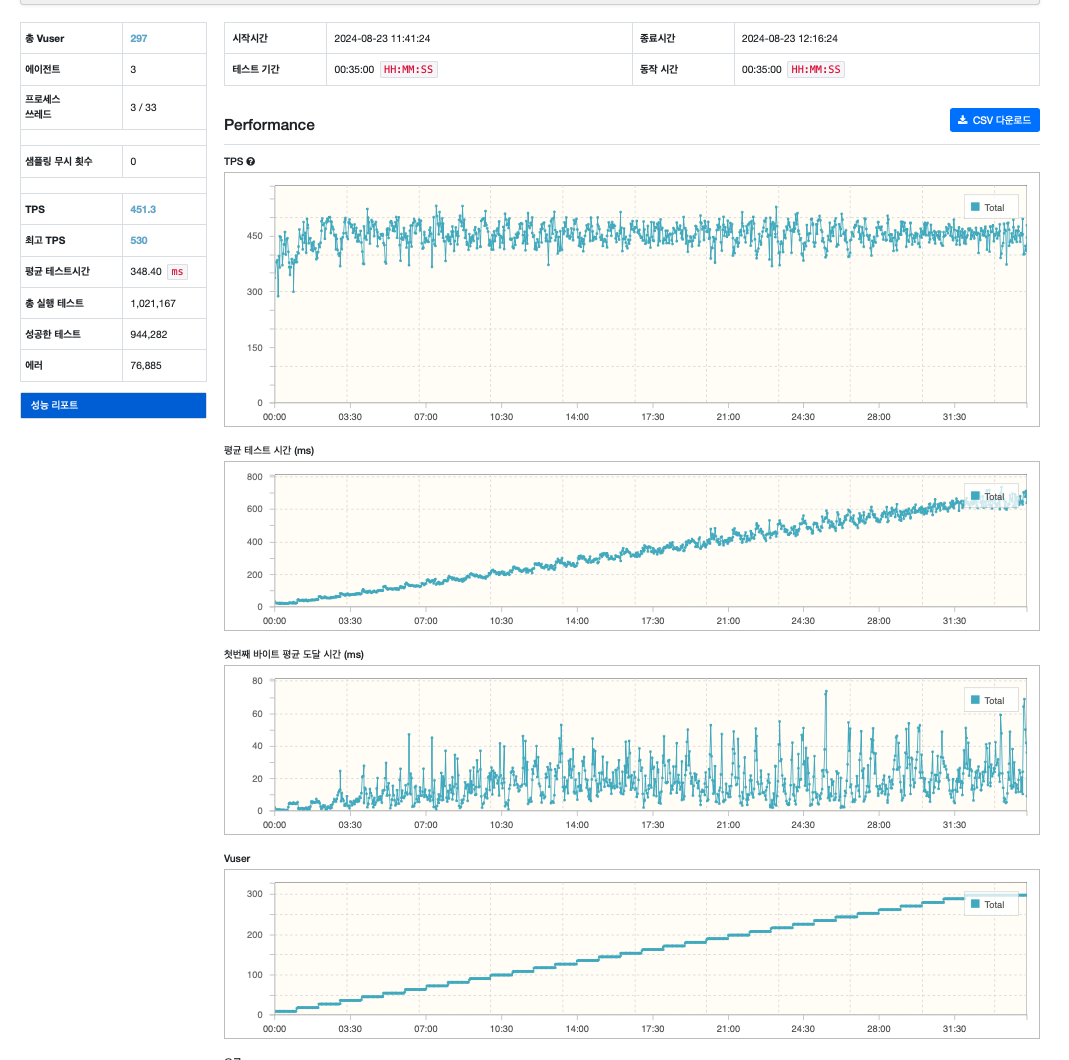 총 Vuser 297
에이전트 3
프로세스
쓰레드
3 / 33
샘플링 무시 횟수 0
TPS 451.3
최고 TPS 530
평균 테스트시간 348.40 ms
총 실행 테스트 1,021,167
성공한 테스트 944,282
에러 76,885
성능 리포트
시작시간 2024-08-23 11:41:24 종료시간 2024-08-23 12:16:24
테스트 기간 00:35:00 HH:MM:SS 동작 시간 00:35:00 HH:MM:SS
Performance
CSV 다운로드
TPS ?
Total
450
300
150
0
00:00 03:30 07:00 10:30 14:00 17:30 21:00 24:30 28:00 31:30
평균 테스트 시간 (ms)
Total
800
600
400
200
0
00:00 03:30 07:00 10:30 14:00 17:30 21:00 24:30 28:00 31:30
첫번째 바이트 평균 도달 시간 (ms)
Total
80
60
40
20
0
00:00 03:30 07:00 10:30 14:00 17:30 21:00 24:30 28:00 31:30
Vuser
Total
300
200
100
0
00:00 03:30 07:00 10:30 14:00 17:30 21:00 24:30 28:00 31:30